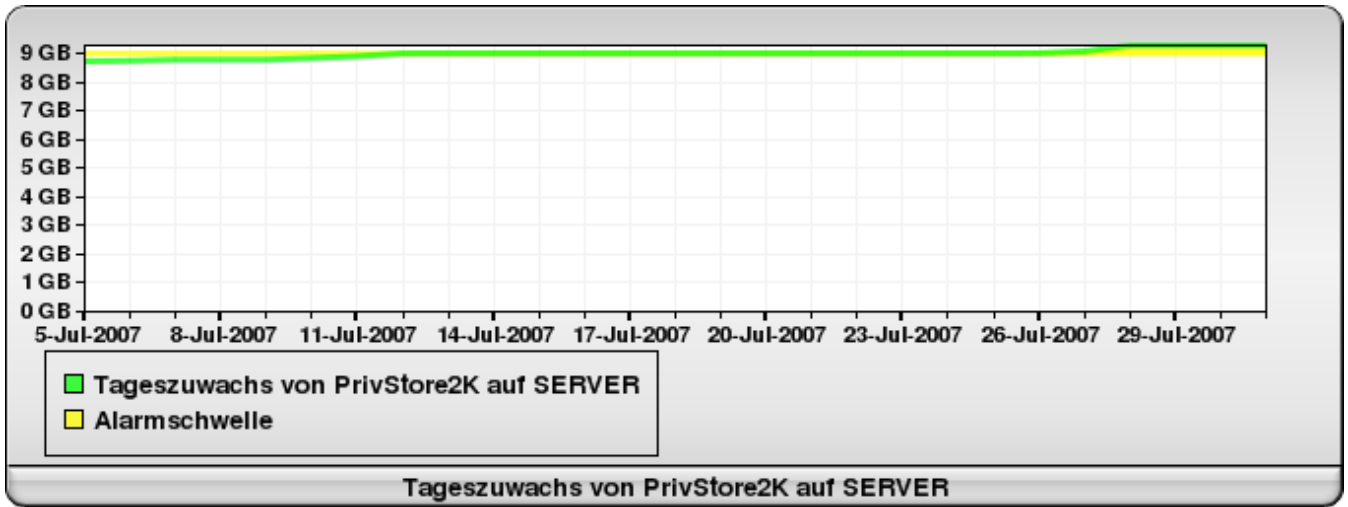 9 GB
8 GB
7 GB
6 GB
5 GB
4 GB
3 GB
2 GB
1 GB
0 GB
5-Jul-2007 8-Jul-2007 11-Jul-2007 14-Jul-2007 17-Jul-2007 20-Jul-2007 23-Jul-2007 26-Jul-2007 29-Jul-2007
Tageszuwachs von PrivStore2K auf SERVER
Alarmschwelle
Tageszuwachs von PrivStore2K auf SERVER